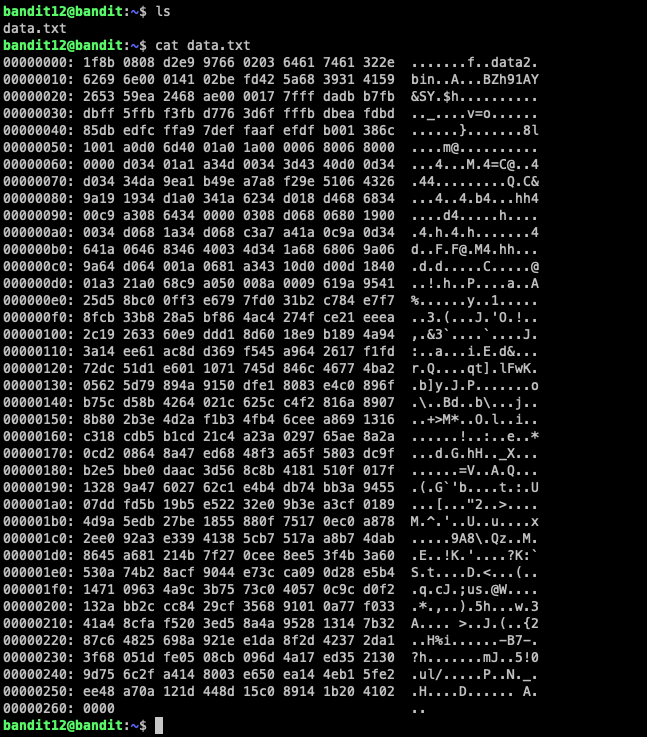 bandit12@bandit:~$ ls
data.txt
bandit12@bandit:~$ cat data.txt
00000000: 1f8b 0808 d2e9 9766 0203 6461 7461 322e  .......f..data2.
00000010: 6269 6e00 0141 02be fd42 5a68 3931 4159  bin..A...BZh91AY
00000020: 2653 59ea 2468 ae00 0017 7fff dadb b7fb  &SY.$h..........
00000030: dbff 5ffb f3fb d776 3d6f fffb dbea fdbd  .._....v=o......
00000040: 85db edfc ffa9 7def faaf efdf b001 386c  ......}.......8l
00000050: 1001 a0d6 6d40 01a0 1a00 0006 8006 8000  ....m@..........
00000060: 0000 d034 01a1 a34d 0034 3d43 40d0 0d34  ...4...M.4=C@..4
00000070: d034 34da 9ea1 b49e a7a8 f29e 5106 4326  .44.........Q.C&
00000080: 9a19 1934 d1a0 341a 6234 d018 d468 6834  ...4..4.b4...hh4
00000090: 00c9 a308 6434 0000 0308 d068 0680 1900  ....d4.....h....
000000a0: 0034 d068 1a34 d068 c3a7 a41a 0c9a 0d34  .4.h.4.h.......4
000000b0: 641a 0646 8346 4003 4d34 1a68 6806 9a06  d..F.F@.M4.hh...
000000c0: 9a64 d064 001a 0681 a343 10d0 d00d 1840  .d.d.....C.....@
000000d0: 01a3 21a0 68c9 a050 008a 0009 619a 9541  ..!.h..P....a..A
000000e0: 25d5 8bc0 0ff3 e679 7fd0 31b2 c784 e7f7  %......y..1.....
000000f0: 8fcb 33b8 28a5 bf86 4ac4 274f ce21 eeea  ..3.(...J.'O.!..
00000100: 2c19 2633 60e9 ddd1 8d60 18e9 b189 4a94  ,.&3`....`....J.
00000110: 3a14 ee61 ac8d d369 f545 a964 2617 f1fd  :..a...i.E.d&...
00000120: 72dc 51d1 e601 1071 745d 846c 4677 4ba2  r.Q....qt].lFwK.
00000130: 0562 5d79 894a 9150 dfe1 8083 e4c0 896f  .b]y.J.P.......o
00000140: b75c d58b 4264 021c 625c c4f2 816a 8907  .\..Bd..b\...j..
00000150: 8b80 2b3e 4d2a f1b3 4fb4 6cee a869 1316  ..+>M*..O.l..i..
00000160: c318 cdb5 b1cd 21c4 a23a 0297 65ae 8a2a  ......!..:..e..*
00000170: 0cd2 0864 8a47 ed68 48f3 a65f 5803 dc9f  ...d.G.hH.._X...
00000180: b2e5 bbe0 daac 3d56 8c8b 4181 510f 017f  ......=V..A.Q...
00000190: 1328 9a47 6027 62c1 e4b4 db74 bb3a 9455  .(.G`'b....t.:.U
000001a0: 07dd fd5b 19b5 e522 32e0 9b3e a3cf 0189  ...[..."2..>....
000001b0: 4d9a 5edb 27be 1855 880f 7517 0ec0 a878  M.^.'..U..u....x
000001c0: 2ee0 92a3 e339 4138 5cb7 517a a8b7 4dab  .....9A8\.Qz..M.
000001d0: 8645 a681 214b 7f27 0cee 8ee5 3f4b 3a60  .E..!K.'....?K:`
000001e0: 530a 74b2 8acf 9044 e73c ca09 0d28 e5b4  S.t....D.<...(..
000001f0: 1471 0963 4a9c 3b75 73c0 4057 0c9c d0f2  .q.cJ.;us.@W....
00000200: 132a bb2c cc84 29cf 3568 9101 0a77 f033  .*.,..).5h...w.3
00000210: 41a4 8cfa f520 3ed5 8a4a 9528 1314 7b32  A.... >..J.(..{2
00000220: 87c6 4825 698a 921e e1da 8f2d 4237 2da1  ..H%i......-B7-.
00000230: 3f68 051d fe05 08cb 096d 4a17 ed35 2130  ?h.......mJ..5!0
00000240: 9d75 6c2f a414 8003 e650 ea14 4eb1 5fe2  .ul/.....P..N._.
00000250: ee48 a70a 121d 448d 15c0 8914 1b20 4102  .H....D...... A.
00000260: 0000                                     ..
bandit12@bandit:~$